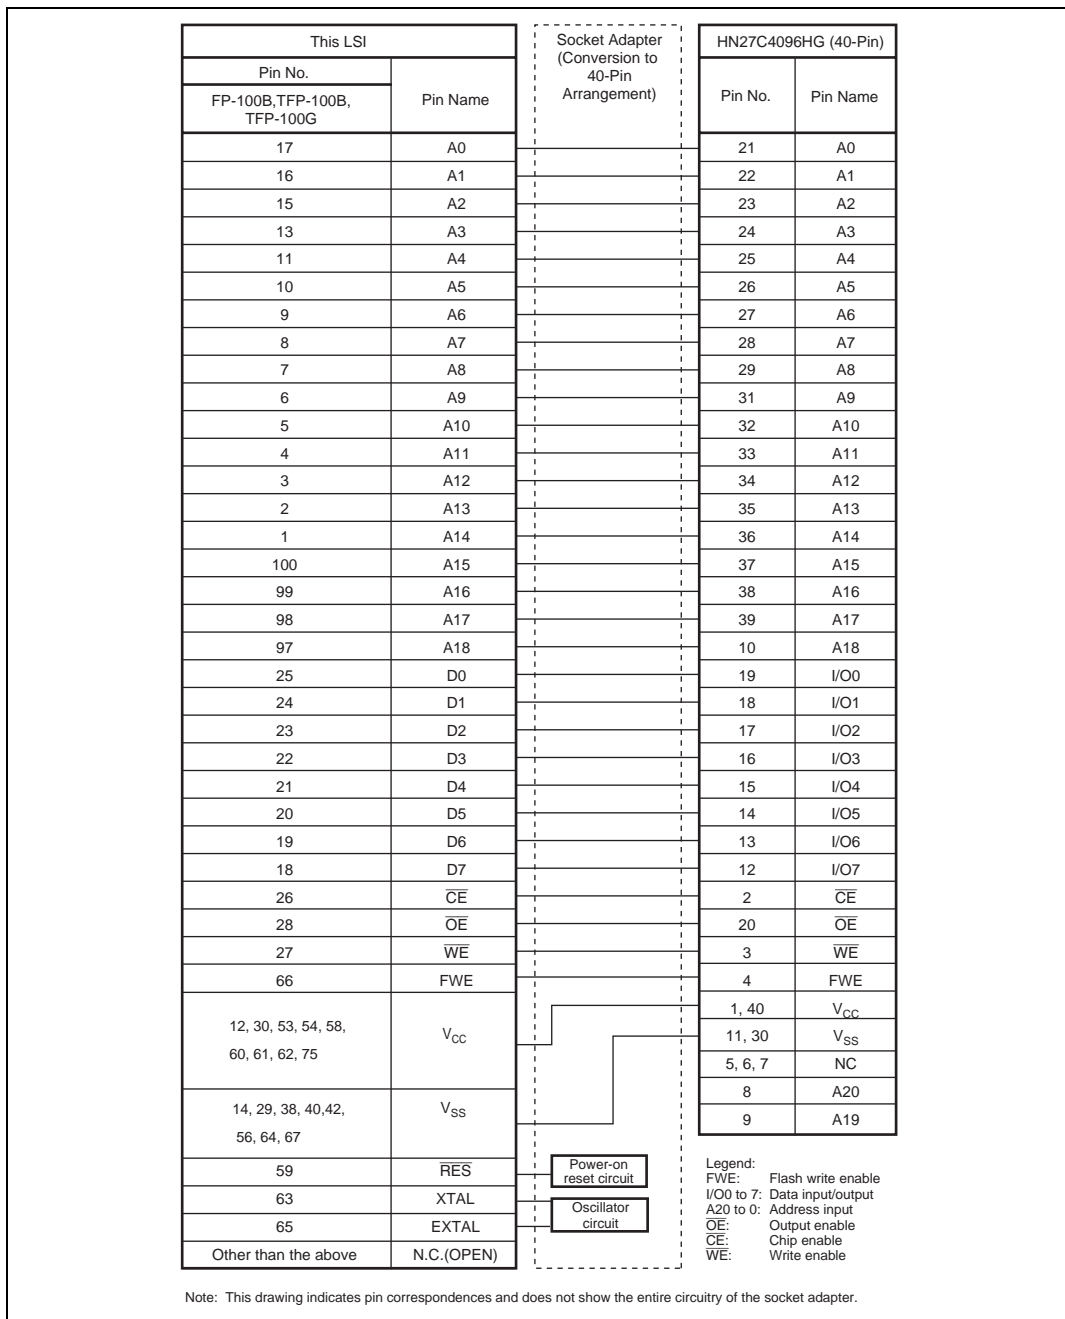 This LSI
Pin No.
FP-100B,TFP-100B,
TFP-100G
Pin Name
17 A0
16 A1
15 A2
13 A3
11 A4
10 A5
9 A6
8 A7
7 A8
6 A9
5 A10
4 A11
3 A12
2 A13
1 A14
100 A15
99 A16
98 A17
97 A18
25 D0
24 D1
23 D2
22 D3
21 D4
20 D5
19 D6
18 D7
26 C̅E̅
28 O̅E̅
27 W̅E̅
66 FWE
12, 30, 53, 54, 58,
60, 61, 62, 75
VCC
14, 29, 38, 40,42,
56, 64, 67
VSS
59 R̅E̅S̅
63 XTAL
65 EXTAL
Other than the above N.C.(OPEN)
Socket Adapter
(Conversion to
40-Pin
Arrangement)
Power-on
reset circuit
Oscillator
circuit
HN27C4096HG (40-Pin)
Pin No. Pin Name
21 A0
22 A1
23 A2
24 A3
25 A4
26 A5
27 A6
28 A7
29 A8
31 A9
32 A10
33 A11
34 A12
35 A13
36 A14
37 A15
38 A16
39 A17
10 A18
19 I/O0
18 I/O1
17 I/O2
16 I/O3
15 I/O4
14 I/O5
13 I/O6
12 I/O7
2 C̅E̅
20 O̅E̅
3 W̅E̅
4 FWE
1, 40 VCC
11, 30 VSS
5, 6, 7 NC
8 A20
9 A19
Legend:
FWE: Flash write enable
I/O0 to 7: Data input/output
A20 to 0: Address input
O̅E̅: Output enable
C̅E̅: Chip enable
W̅E̅: Write enable
Note: This drawing indicates pin correspondences and does not show the entire circuitry of the socket adapter.